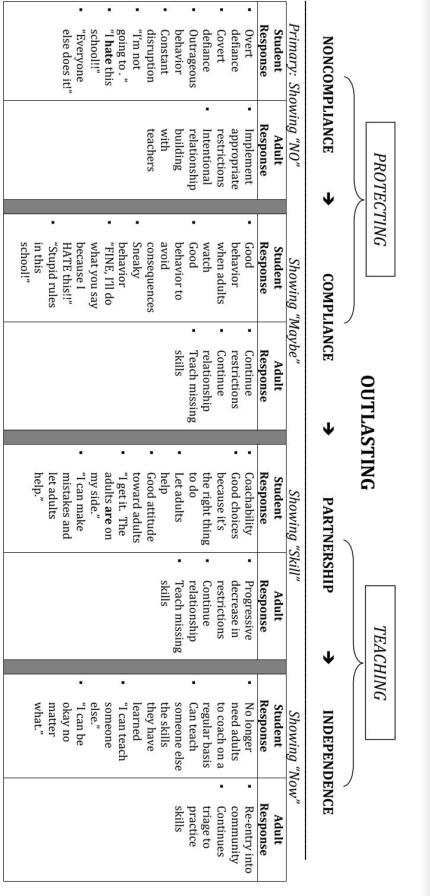 OUTLASTING
PROTECTING
TEACHING
NONCOMPLIANCE ➔ COMPLIANCE ➔ PARTNERSHIP ➔ INDEPENDENCE
Primary: Showing "NO"
Student
Response
▪ Overt
defiance
▪ Covert
defiance
▪ Outrageous
behavior
▪ Constant
disruption
▪ "I'm not
going to . "
▪ "I hate this
school!!"
▪ "Everyone
else does it!"
Adult
Response
▪ Implement
appropriate
restrictions
▪ Intentional
relationship
building
with
teachers
Showing "Maybe"
Student
Response
▪ Good
behavior
when adults
watch
▪ Good
behavior to
avoid
consequences
▪ Sneaky
behavior
▪ "FINE, I'll do
what you say
because I
HATE this!!"
▪ "Stupid rules
in this
school!"
Adult
Response
▪ Continue
restrictions
▪ Continue
relationship
▪ Teach missing
skills
Showing "Skill"
Student
Response
▪ Coachability
▪ Good choices
because it's
the right thing
to do
▪ Let adults
help
▪ Good attitude
toward adults
▪ "I get it. The
adults are on
my side."
▪ "I can make
mistakes and
let adults
help."
Adult
Response
▪ Progressive
decrease in
restrictions
▪ Continue
relationship
▪ Teach missing
skills
Showing "Now"
Student
Response
▪ No longer
need adults
to coach on a
regular basis
▪ Can teach
someone else
the skills
they have
learned
▪ "I can teach
someone
else."
▪ "I can be
okay no
matter
what."
Adult
Response
▪ Re-entry into
community
▪ Continues
triage to
practice
skills